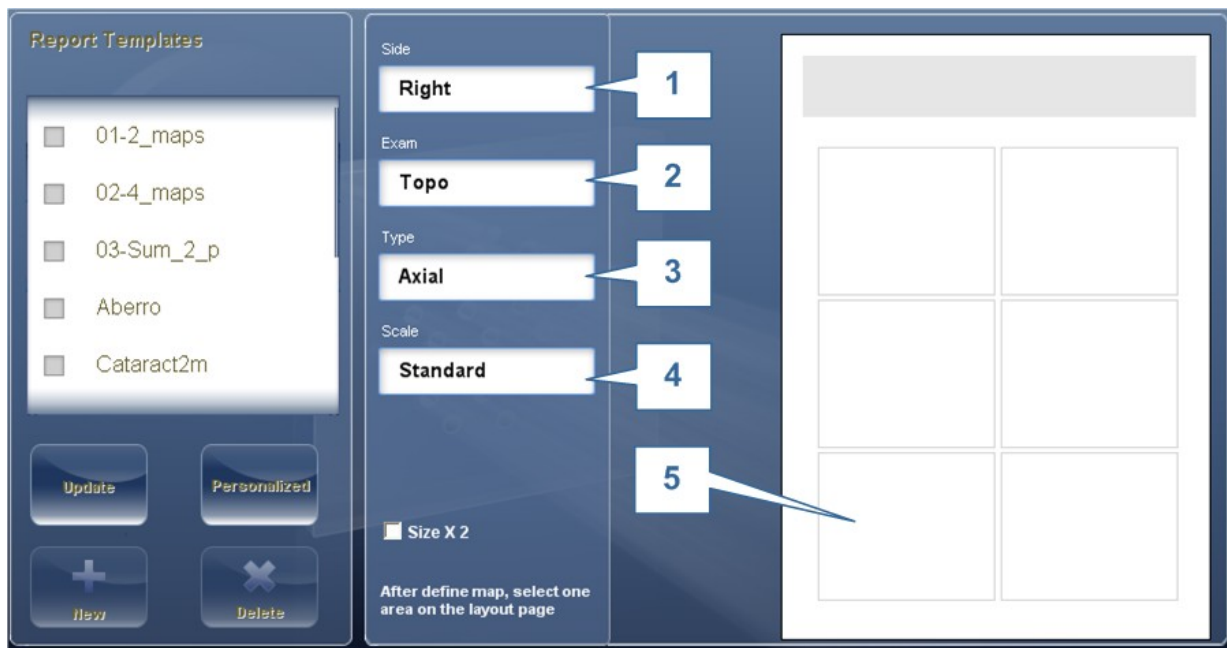 Report Templates
01-2_maps
02-4_maps
03-Sum_2_p
Aberro
Cataract2m
Update
Personalized
New
Delete
Side
Right
Exam
Topo
Type
Axial
Scale
Standard
Size X 2
After define map, select one
area on the layout page
1
2
3
4
5